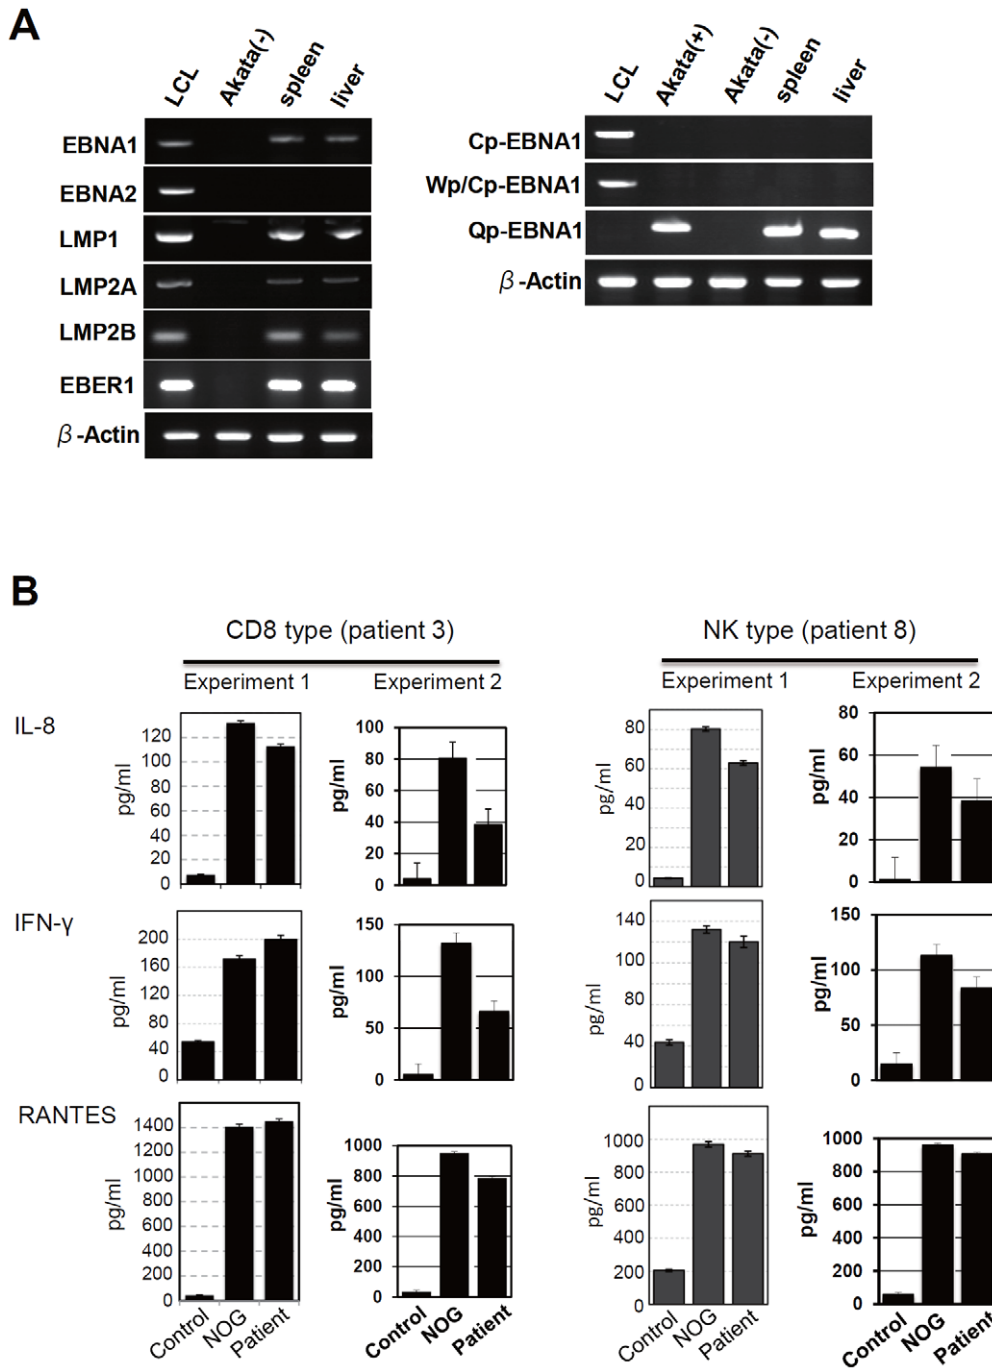 A
LCL Akata(-) spleen liver
EBNA1
EBNA2
LMP1
LMP2A
LMP2B
EBER1
β-Actin
LCL Akata(+) Akata(-) spleen liver
Cp-EBNA1
Wp/Cp-EBNA1
Qp-EBNA1
β-Actin
B
CD8 type (patient 3)
Experiment 1 Experiment 2
NK type (patient 8)
Experiment 1 Experiment 2
IL-8
pg/ml
120
100
80
60
40
20
0
pg/ml
100
80
60
40
20
0
pg/ml
80
60
40
20
0
pg/ml
80
60
40
20
0
IFN-γ
pg/ml
200
160
120
80
40
0
pg/ml
150
100
50
0
pg/ml
140
100
80
40
0
pg/ml
150
100
50
0
RANTES
pg/ml
1400
1200
1000
800
600
400
200
0
pg/ml
1000
800
600
400
200
0
pg/ml
1000
800
600
400
200
0
pg/ml
1000
800
600
400
200
0
Control NOG Patient
Control NOG Patient
Control NOG Patient
Control NOG Patient